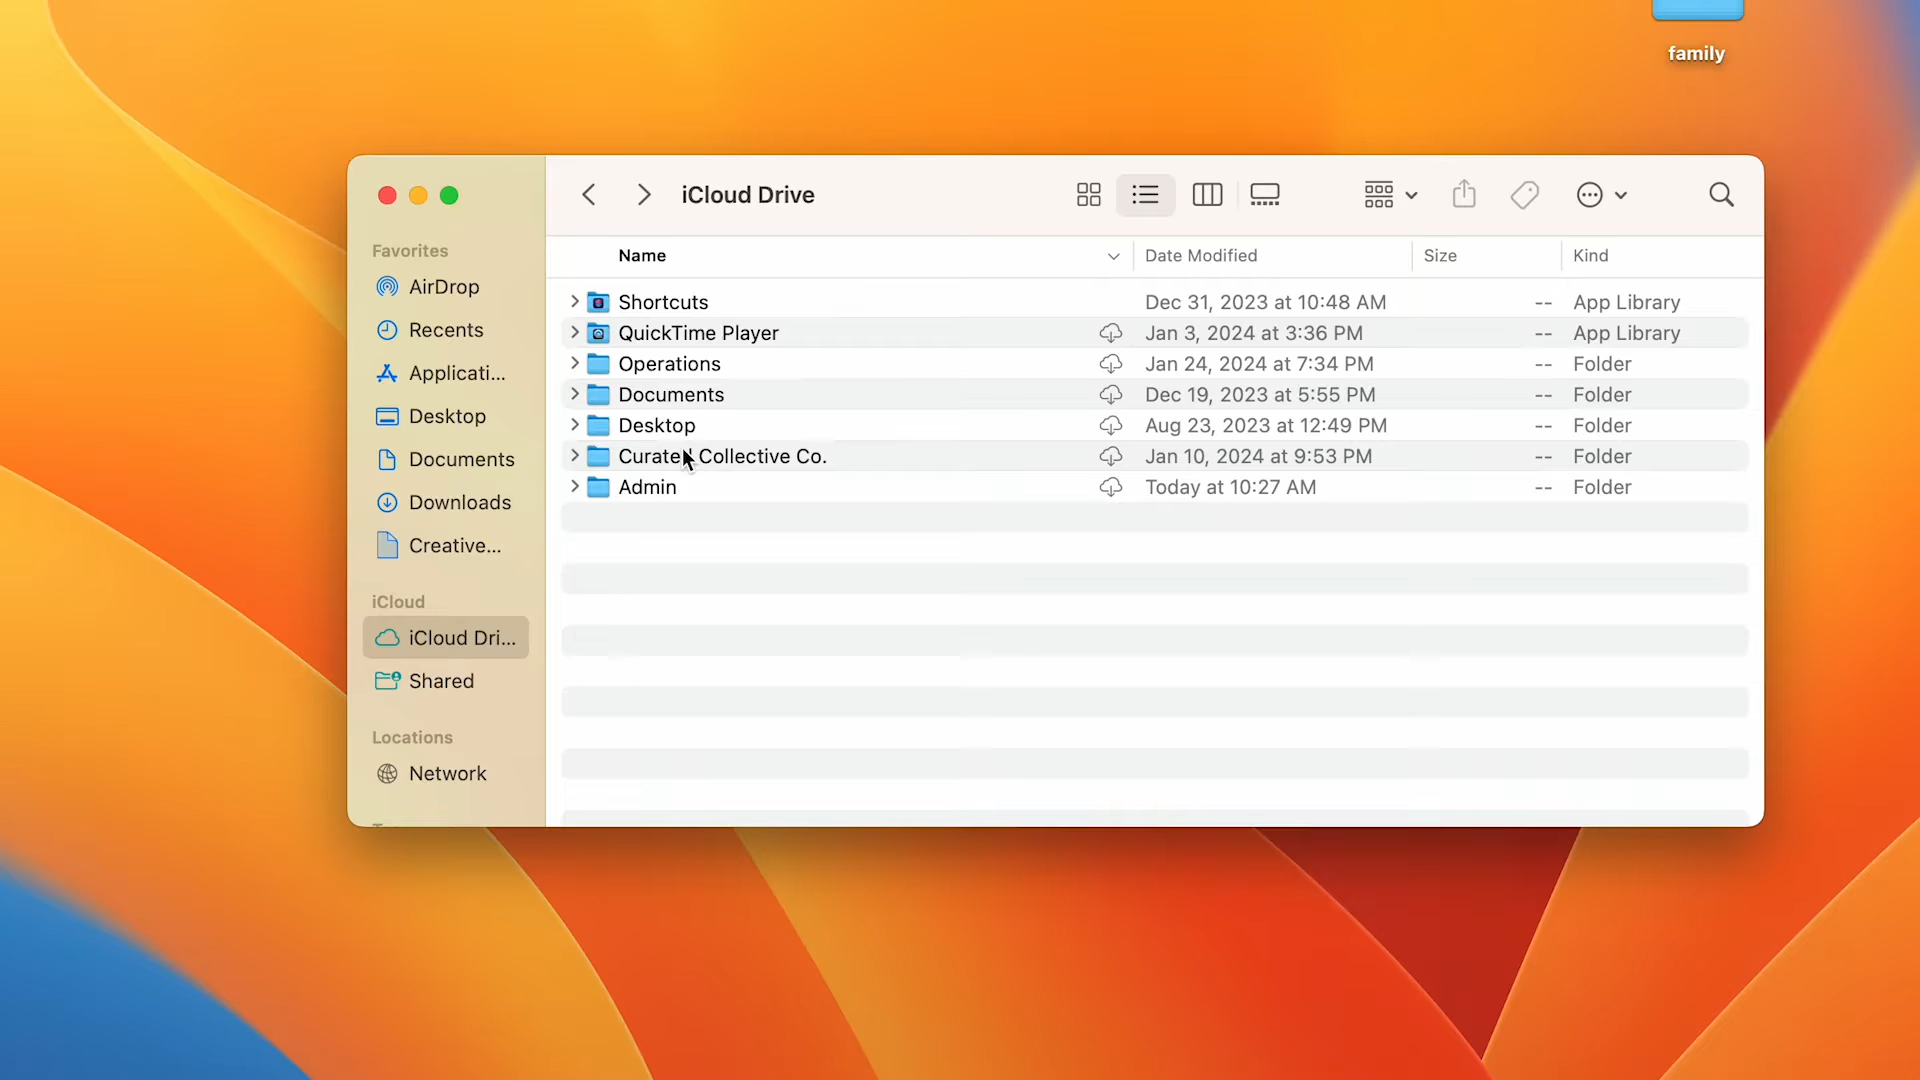 family
iCloud Drive
Favorites
AirDrop
Recents
Applicati...
Desktop
Documents
Downloads
Creative...
iCloud
iCloud Dri...
Shared
Locations
Network
Name Date Modified Size Kind
Shortcuts Dec 31, 2023 at 10:48 AM -- App Library
QuickTime Player Jan 3, 2024 at 3:36 PM -- App Library
Operations Jan 24, 2024 at 7:34 PM -- Folder
Documents Dec 19, 2023 at 5:55 PM -- Folder
Desktop Aug 23, 2023 at 12:49 PM -- Folder
Curated Collective Co. Jan 10, 2024 at 9:53 PM -- Folder
Admin Today at 10:27 AM -- Folder